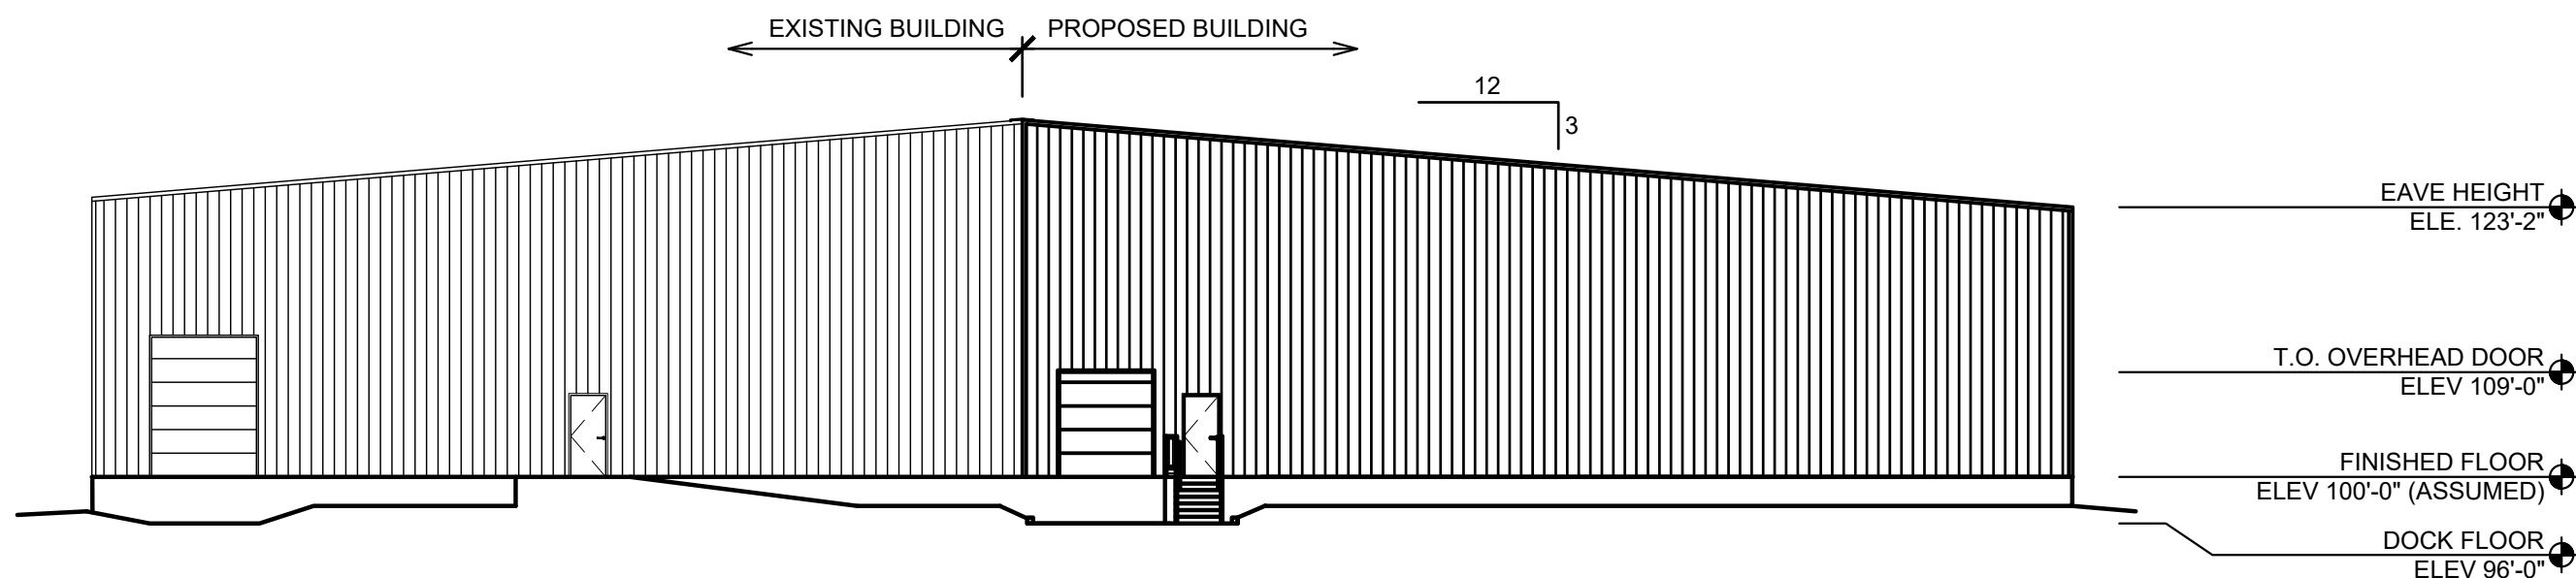 EXISTING BUILDING
PROPOSED BUILDING
12
3
EAVE HEIGHT
ELE. 123'-2"
T.O. OVERHEAD DOOR
ELEV 109'-0"
FINISHED FLOOR
ELEV 100'-0" (ASSUMED)
DOCK FLOOR
ELEV 96'-0"